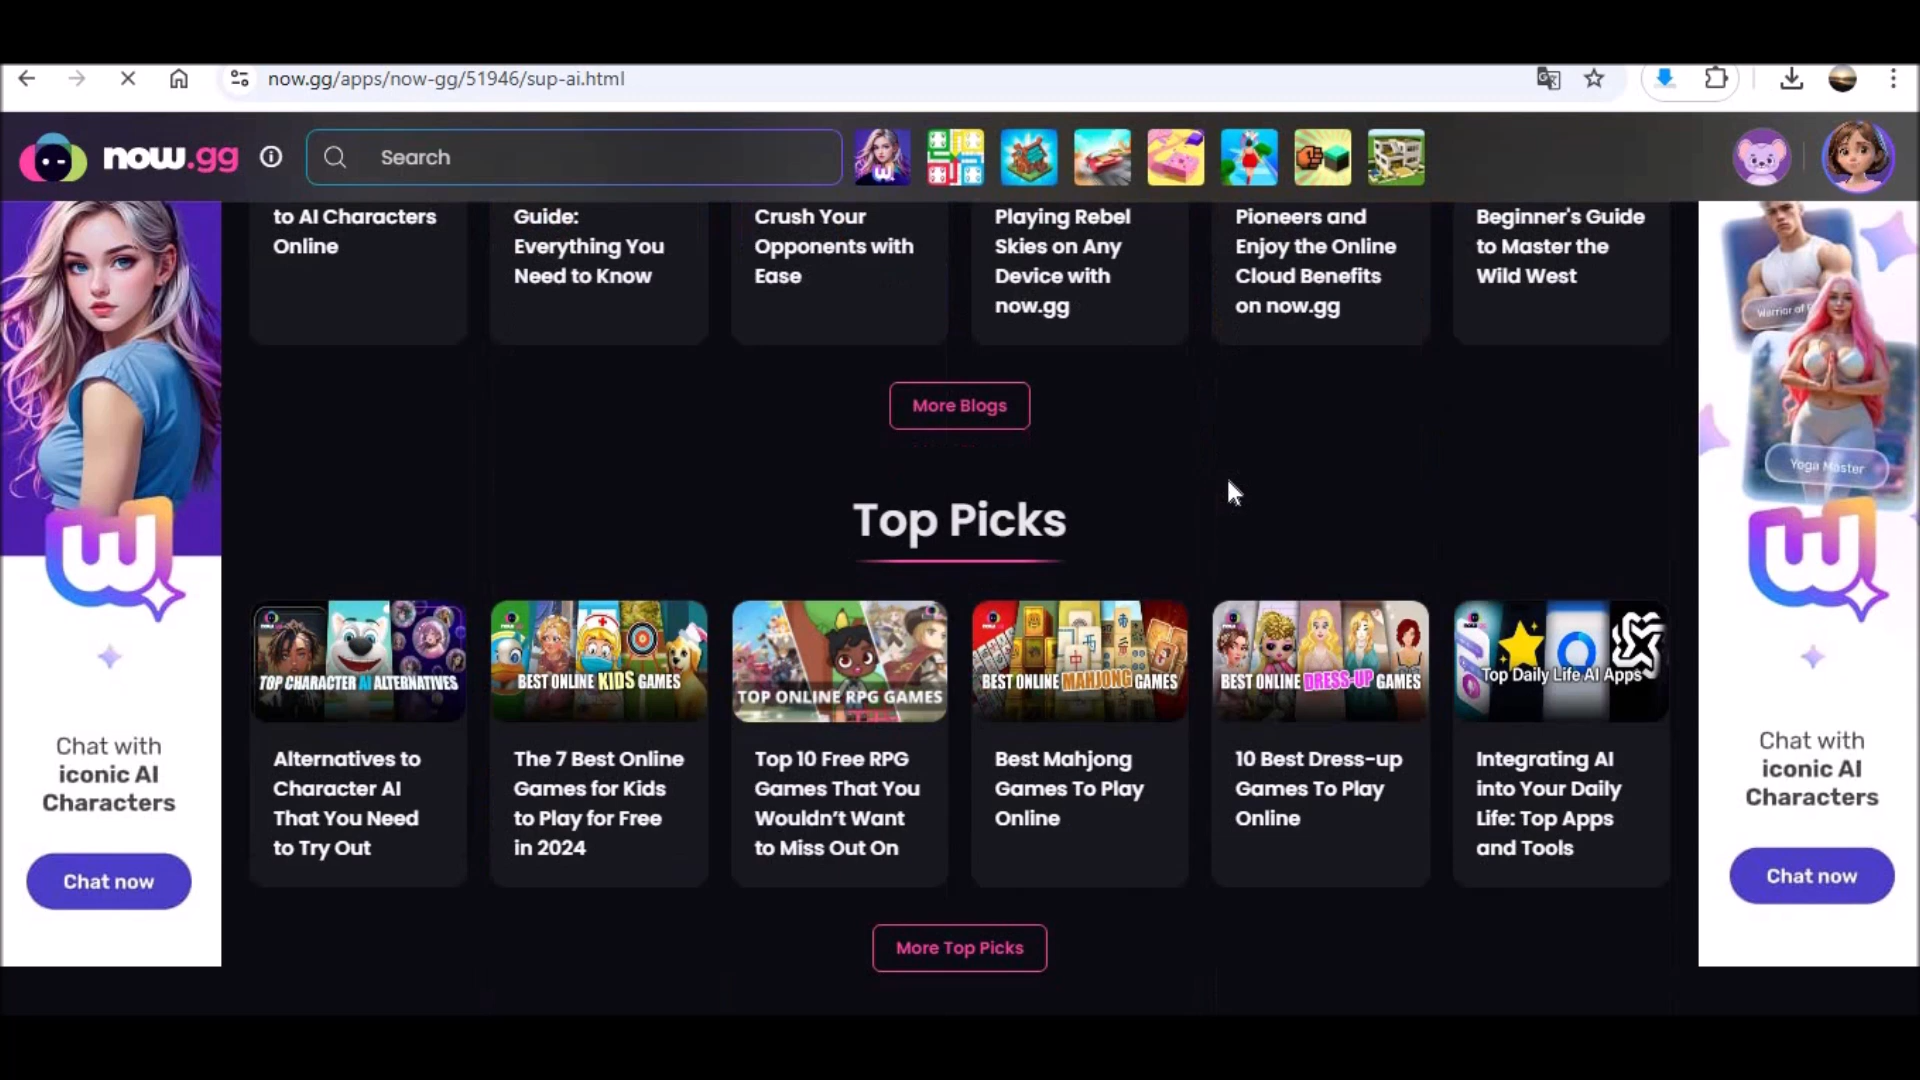 now.gg/apps/now-gg/51946/sup-ai.html
now.gg
Search
to AI Characters
Online
Guide:
Everything You
Need to Know
Crush Your
Opponents with
Ease
Playing Rebel
Skies on Any
Device with
now.gg
Pioneers and
Enjoy the Online
Cloud Benefits
on now.gg
Beginner's Guide
to Master the
Wild West
More Blogs
Top Picks
TOP CHARACTER AI ALTERNATIVES
BEST ONLINE KIDS GAMES
TOP ONLINE RPG GAMES
BEST ONLINE MAHJONG GAMES
BEST ONLINE DRESS-UP GAMES
Top Daily Life AI Apps
Alternatives to
Character AI
That You Need
to Try Out
The 7 Best Online
Games for Kids
to Play for Free
in 2024
Top 10 Free RPG
Games That You
Wouldn't Want
to Miss Out On
Best Mahjong
Games To Play
Online
10 Best Dress-up
Games To Play
Online
Integrating AI
into Your Daily
Life: Top Apps
and Tools
More Top Picks
Chat with
iconic AI
Characters
Chat now
Warrior of
Yoga Master
Chat with
iconic AI
Characters
Chat now